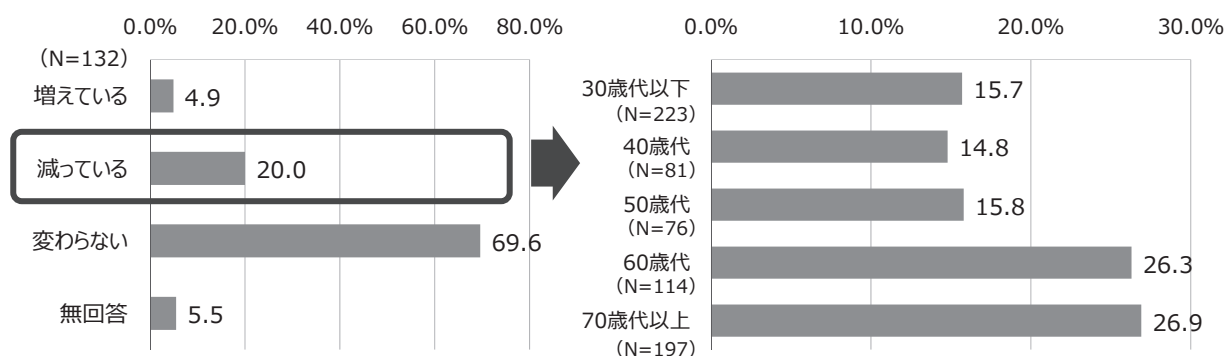 0.0% 20.0% 40.0% 60.0% 80.0%
（N=132）
増えている 4.9
減っている 20.0
変わらない 69.6
無回答 5.5
0.0% 10.0% 20.0% 30.0%
30歳代以下 15.7
（N=223）
40歳代 14.8
（N=81）
50歳代 15.8
（N=76）
60歳代 26.3
（N=114）
70歳代以上 26.9
（N=197）